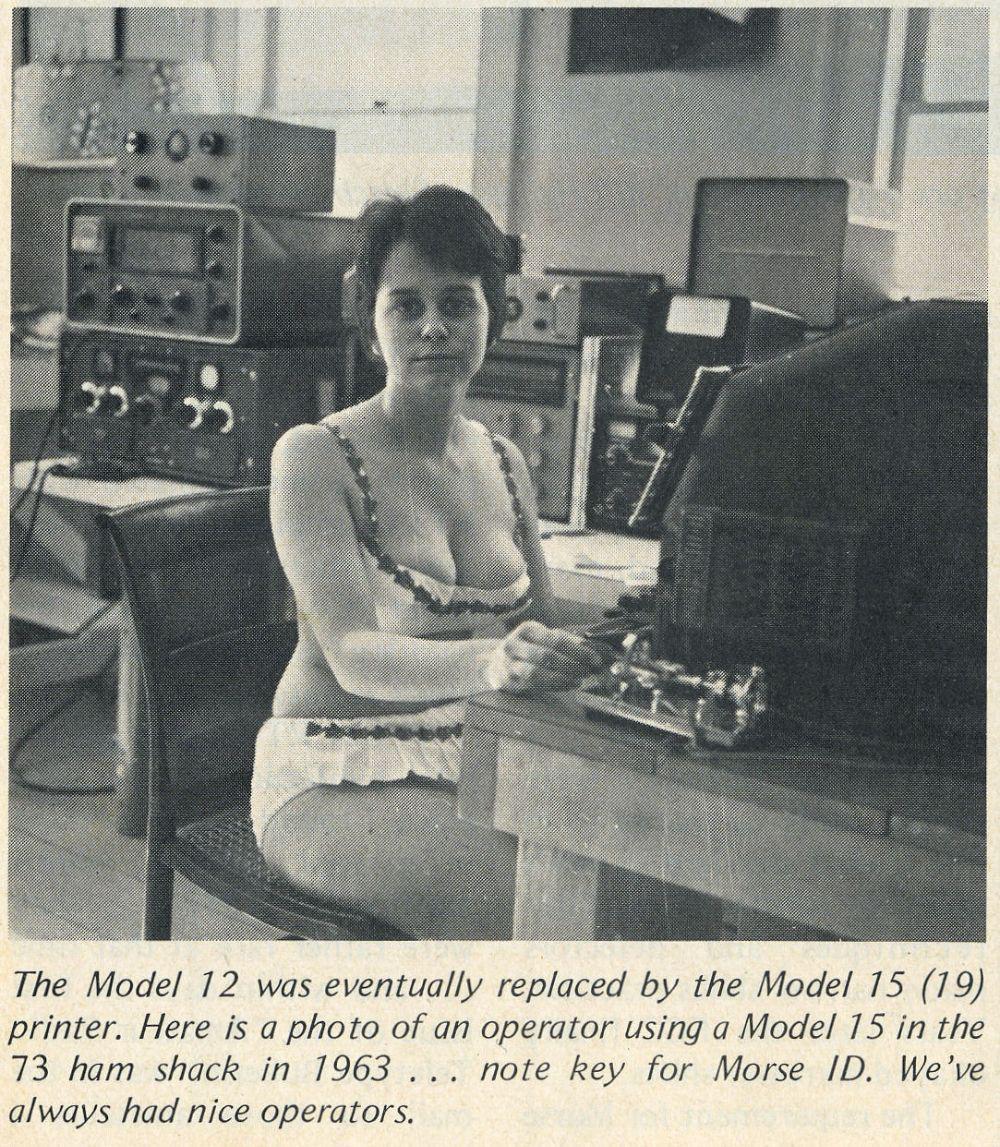 The Model 12 was eventually replaced by the Model 15 (19)
printer. Here is a photo of an operator using a Model 15 in the
73 ham shack in 1963 . . . note key for Morse ID. We've
always had nice operators.